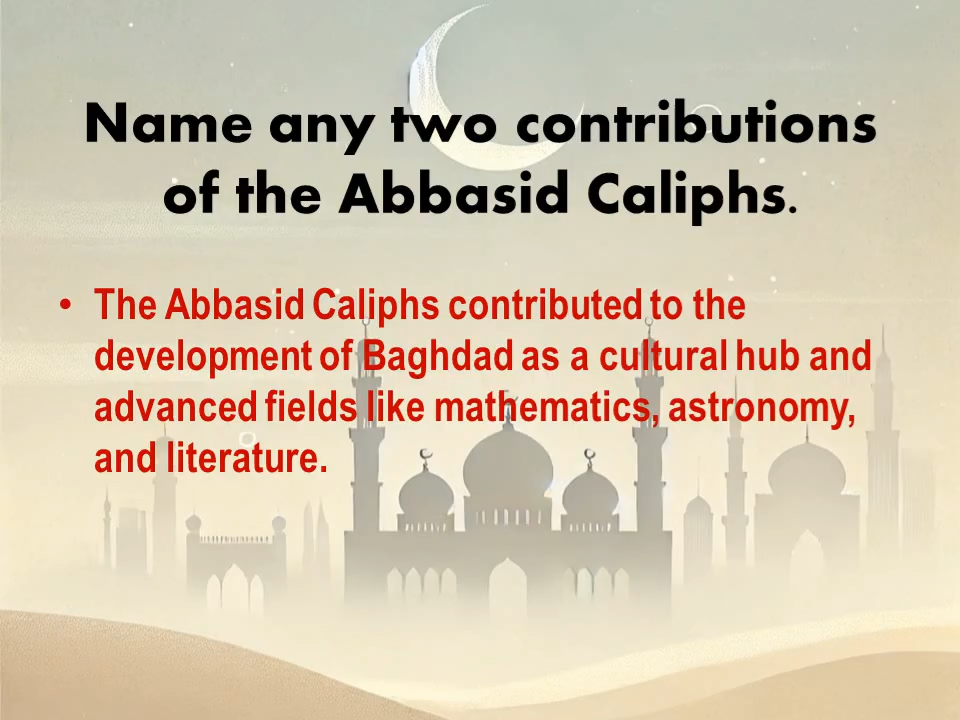 Name any two contributions
of the Abbasid Caliphs.
• The Abbasid Caliphs contributed to the
development of Baghdad as a cultural hub and
advanced fields like mathematics, astronomy,
and literature.